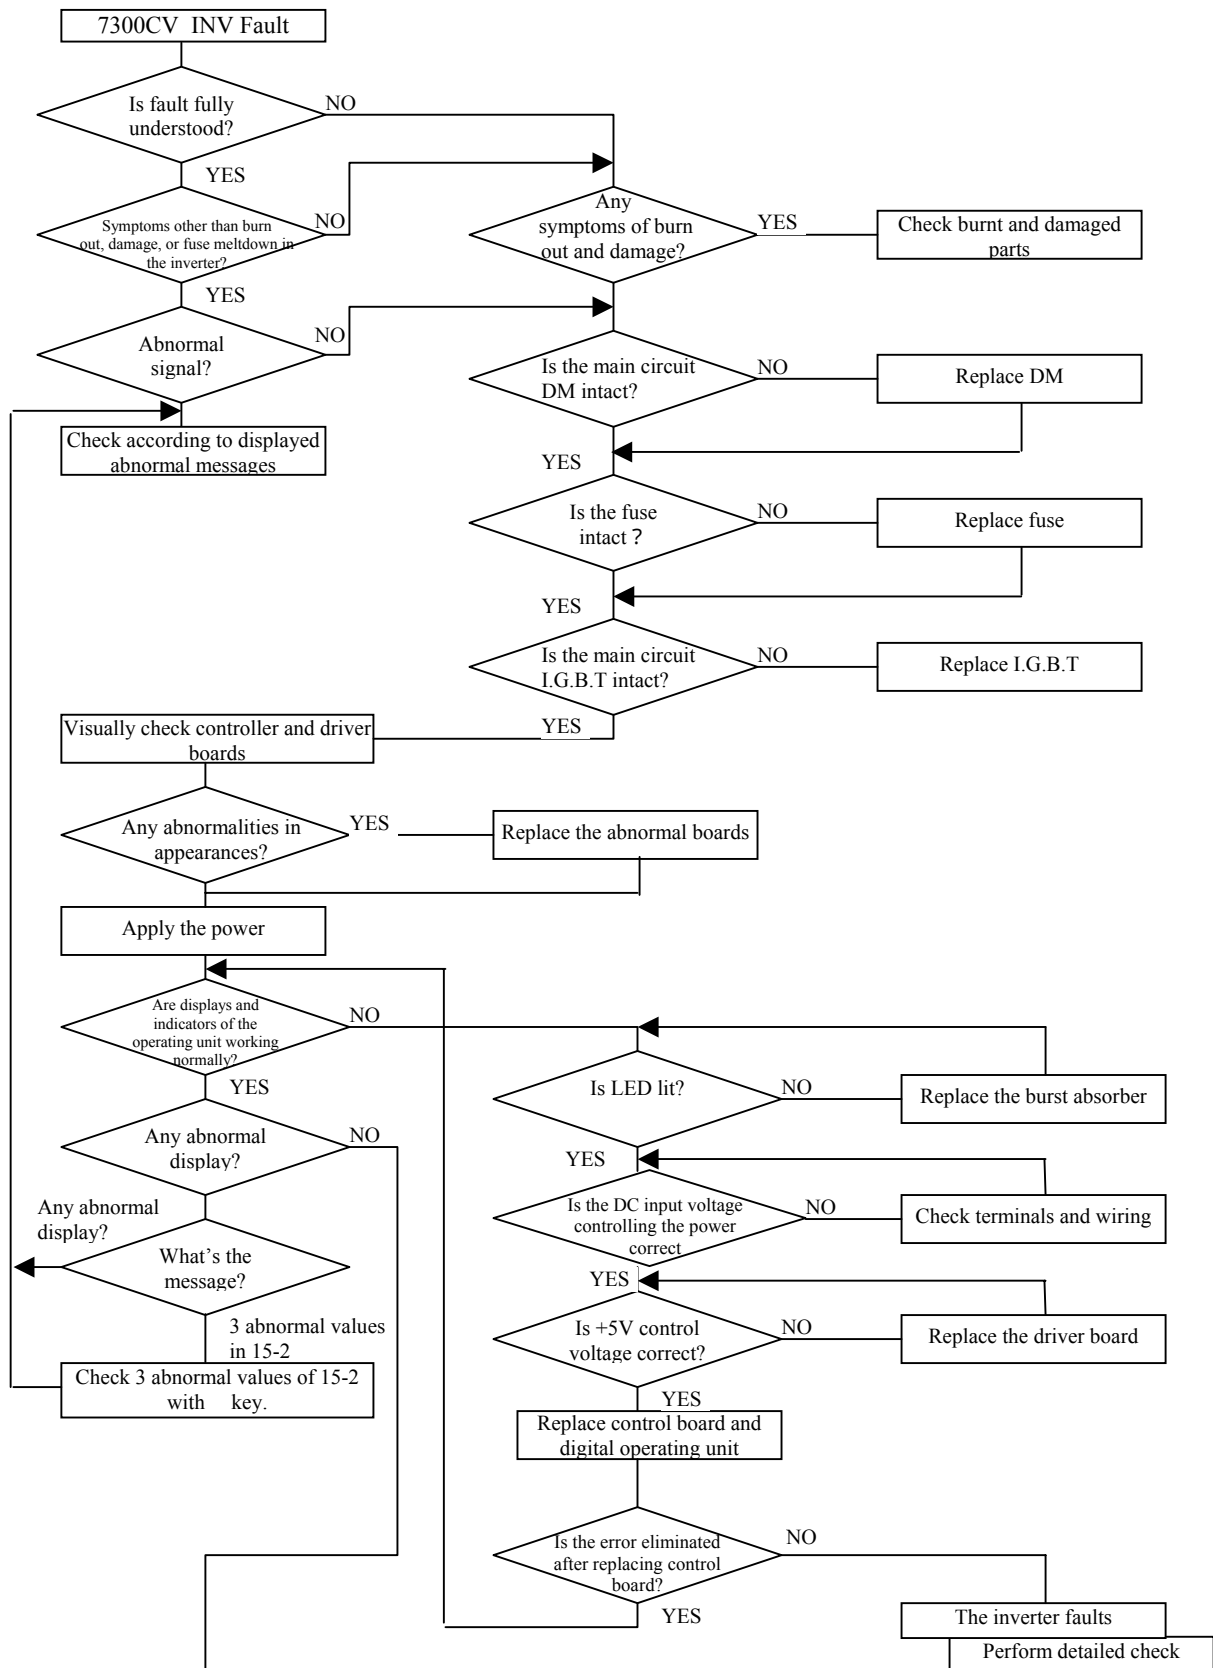 7300CV INV Fault
Is fault fully
understood?
NO
YES
Symptoms other than burn
out, damage, or fuse meltdown in
the inverter?
NO
YES
Any
symptoms of burn
out and damage?
YES
Check burnt and damaged
parts
Abnormal
signal?
NO
Is the main circuit
DM intact?
NO
Replace DM
Check according to displayed
abnormal messages
YES
Is the fuse
intact ?
NO
Replace fuse
YES
Is the main circuit
I.G.B.T intact?
NO
Replace I.G.B.T
YES
Visually check controller and driver
boards
Any abnormalities in
appearances?
YES
Replace the abnormal boards
Apply the power
Are displays and
indicators of the
operating unit working
normally?
NO
YES
Is LED lit?
NO
Replace the burst absorber
Any abnormal
display?
NO
YES
Any abnormal
display?
What's the
message?
Is the DC input voltage
controlling the power
correct
NO
Check terminals and wiring
YES
3 abnormal values
in 15-2
Is +5V control
voltage correct?
NO
Replace the driver board
Check 3 abnormal values of 15-2
with key.
YES
Replace control board and
digital operating unit
Is the error eliminated
after replacing control
board?
NO
YES
The inverter faults
Perform detailed check